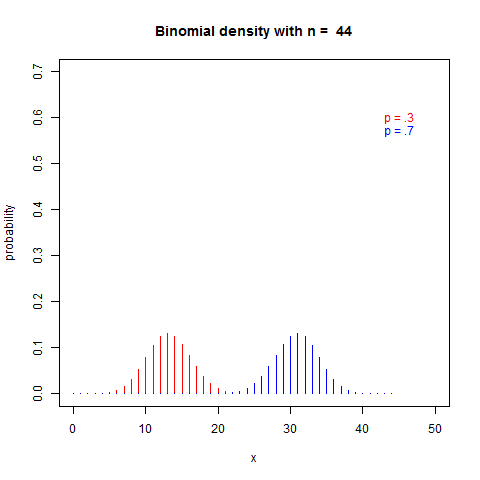 Binomial density with n =  44
0.7
0.6
0.5
0.4
0.3
0.2
0.1
0.0
probability
p = .3
p = .7
0 10 20 30 40 50
x